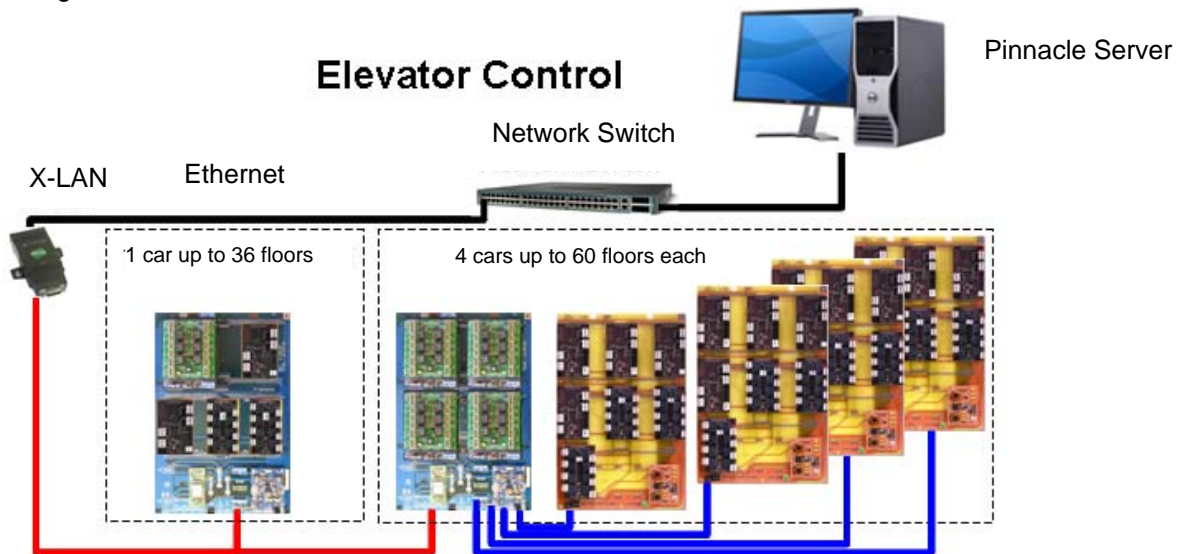 Pinnacle Server
Elevator Control
Network Switch
X-LAN
Ethernet
1 car up to 36 floors
4 cars up to 60 floors each